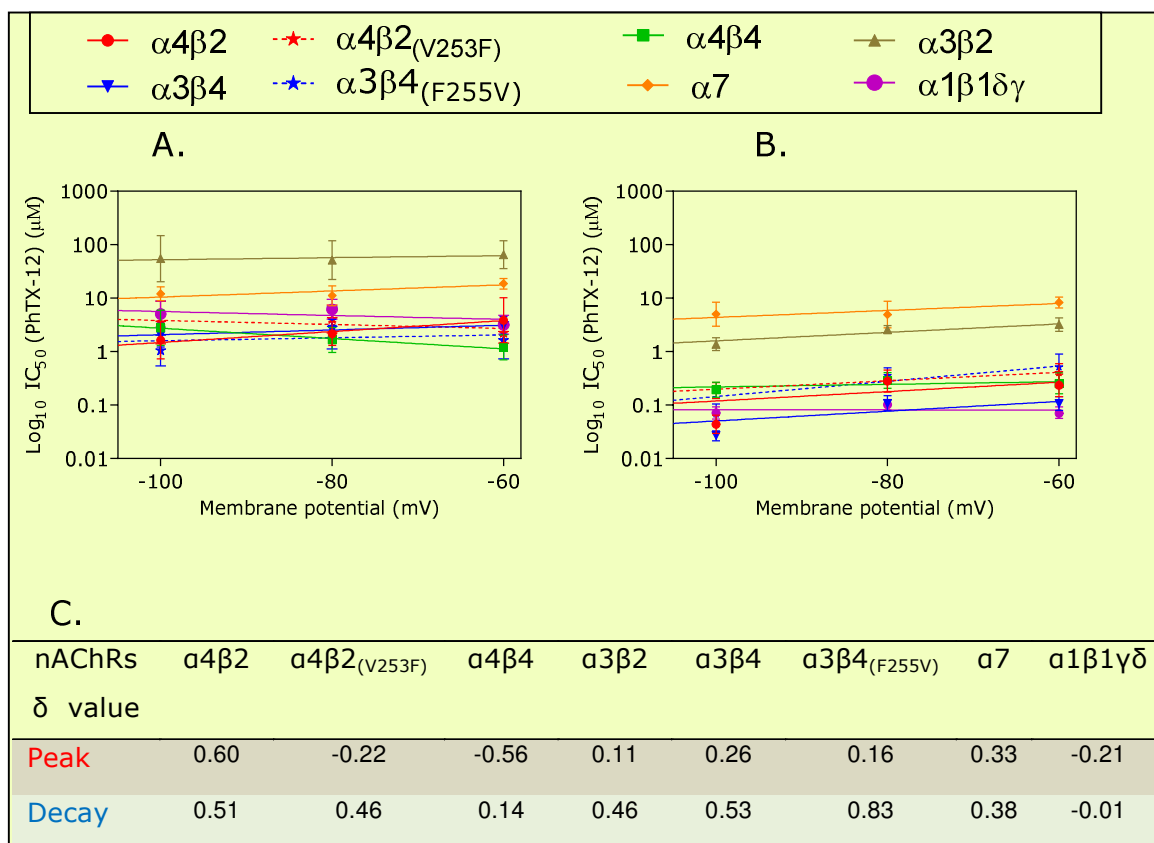 α4β2 α4β2(V253F) α4β4 α3β2
α3β4 α3β4(F255V) α7 α1β1δγ
A.
Log10 IC50 (PhTX-12) (μM)
1000
100
10
1
0.1
0.01
-100 -80 -60
Membrane potential (mV)
B.
Log10 IC50 (PhTX-12) (μM)
1000
100
10
1
0.1
0.01
-100 -80 -60
Membrane potential (mV)
C.
nAChRs α4β2 α4β2(V253F) α4β4 α3β2 α3β4 α3β4(F255V) α7 α1β1γδ
δ value
Peak 0.60 -0.22 -0.56 0.11 0.26 0.16 0.33 -0.21
Decay 0.51 0.46 0.14 0.46 0.53 0.83 0.38 -0.01